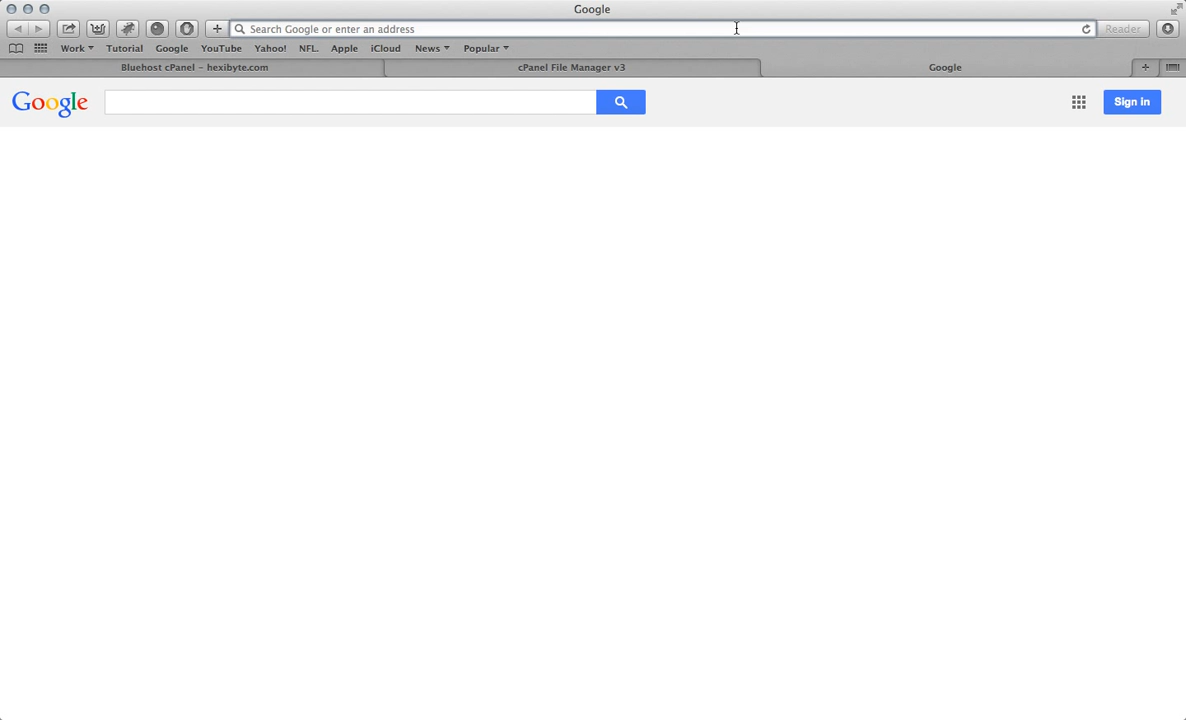 Google
Search Google or enter an address
Reader
Work Tutorial Google YouTube Yahoo! NFL. Apple iCloud News Popular
Bluehost cPanel – hexibyte.com
cPanel File Manager v3
Google
Google
Sign in